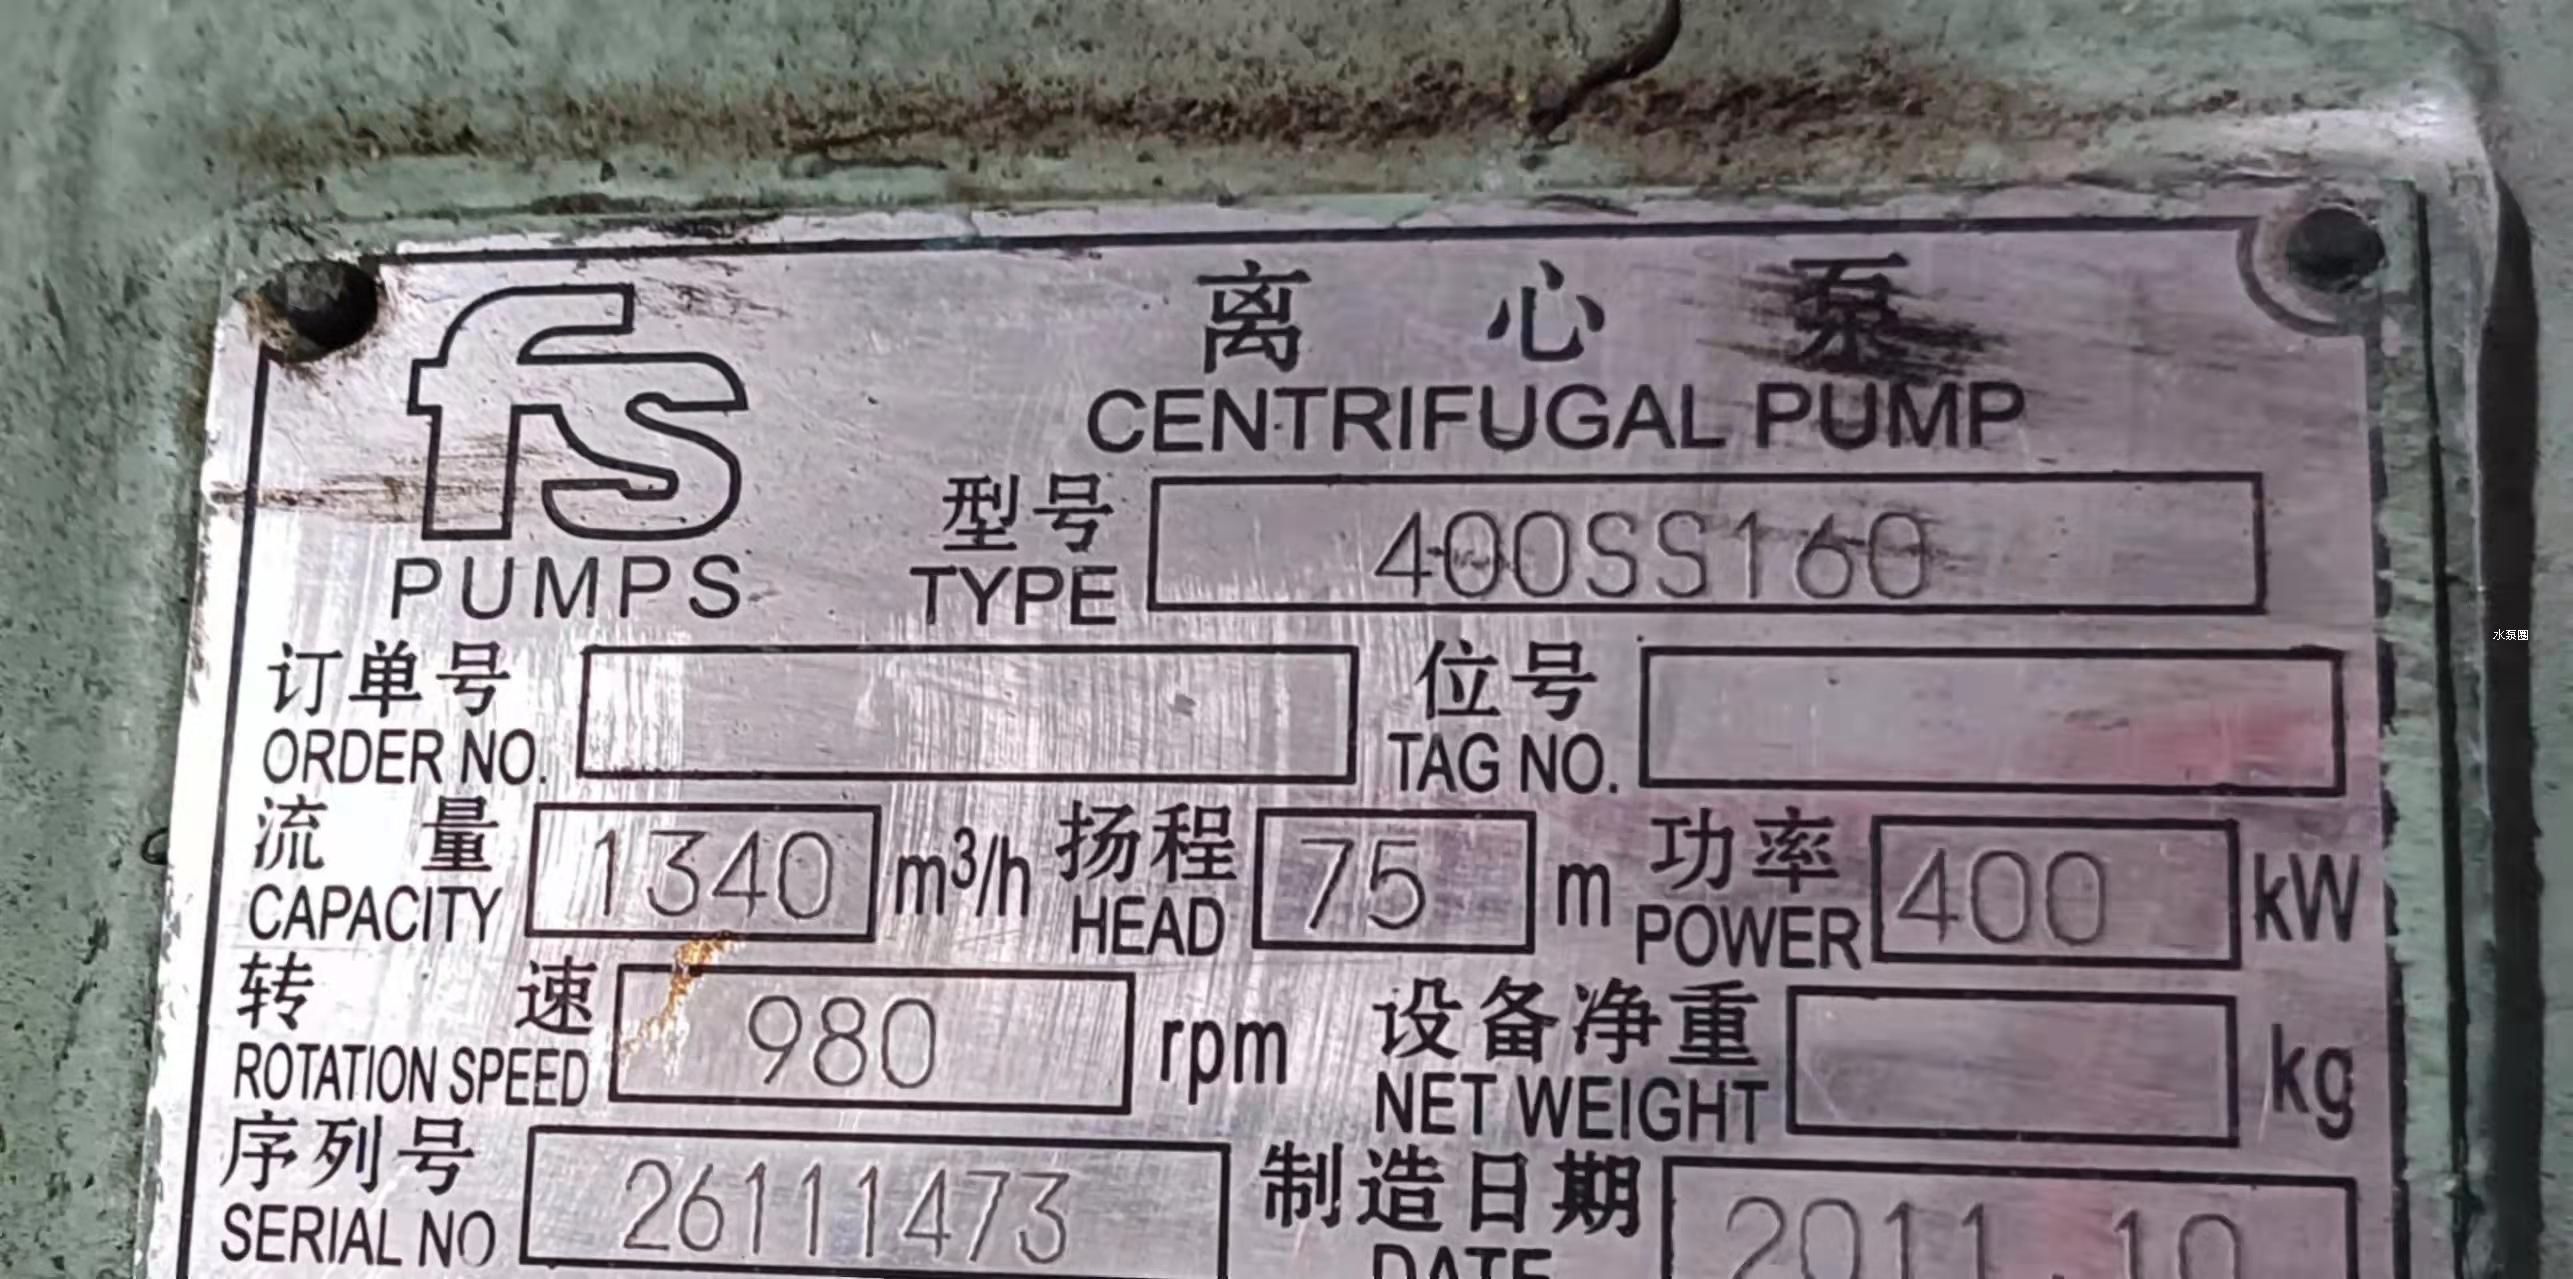 fs
PUMPS
离心泵
CENTRIFUGAL PUMP
型号
TYPE
400SS160
订单号
ORDER NO.
位号
TAG NO.
流量
CAPACITY
1340 m³/h
扬程
HEAD
75 m
功率
POWER
400 kW
转速
ROTATION SPEED
980 rpm
设备净重
NET WEIGHT
kg
序列号
SERIAL NO
26111473
制造日期
DATE
2011.10
水泵圈